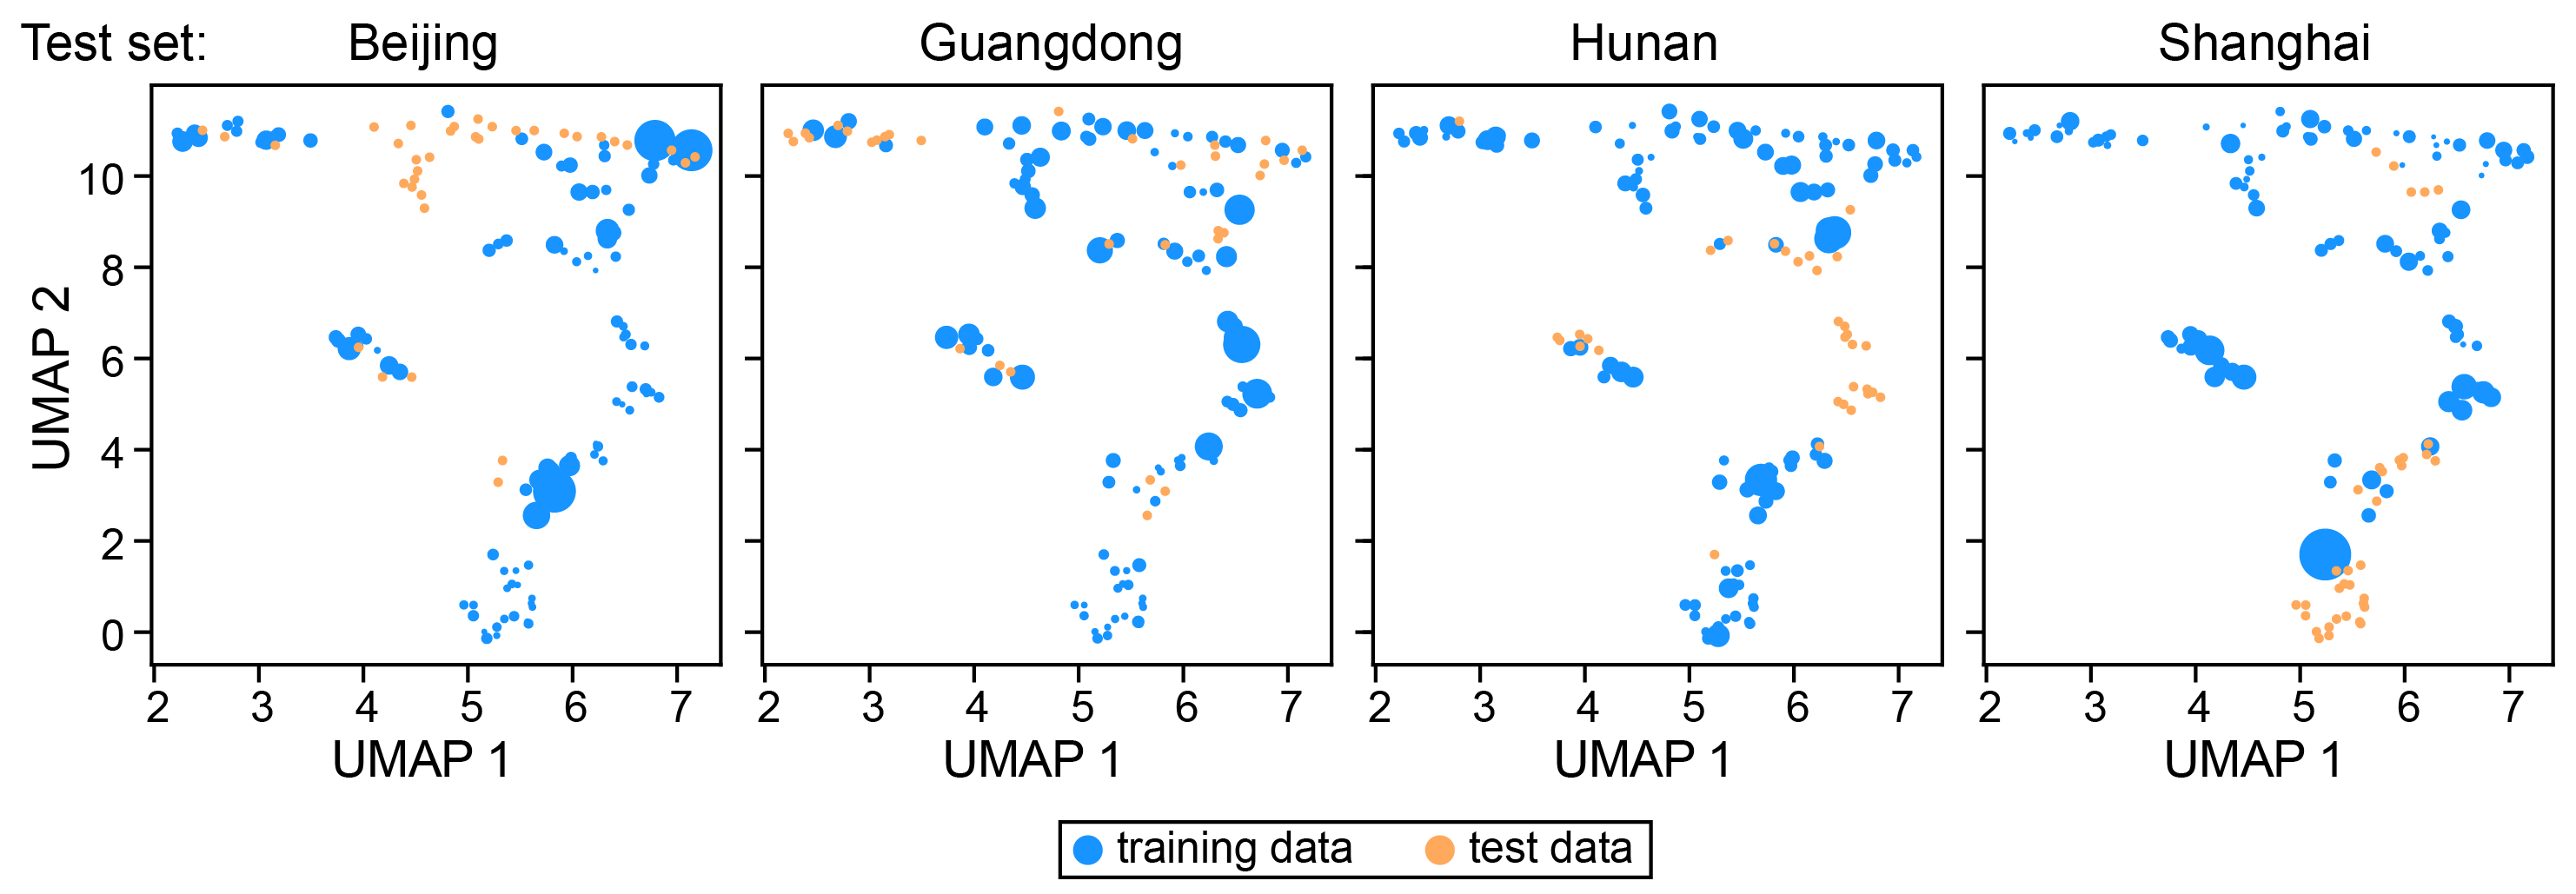 Test set: Beijing Guangdong Hunan Shanghai
10
8
6
4
2
0
UMAP 2
2 3 4 5 6 7 2 3 4 5 6 7 2 3 4 5 6 7 2 3 4 5 6 7
UMAP 1 UMAP 1 UMAP 1 UMAP 1
training data test data